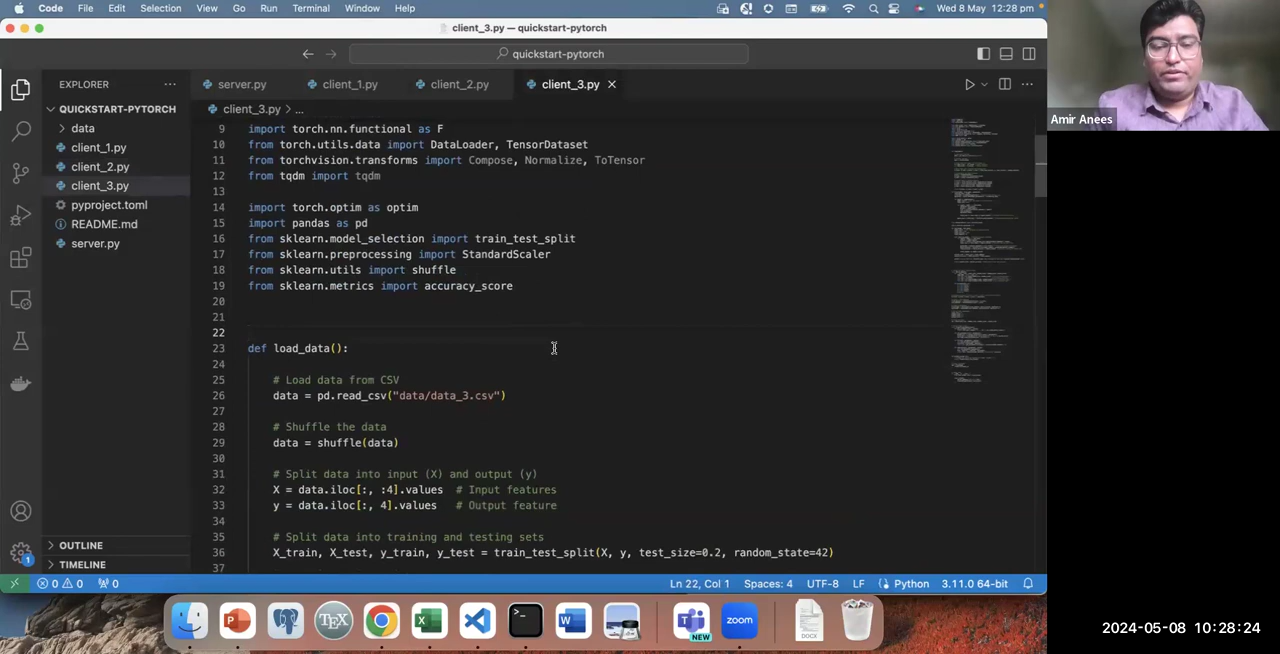 Code File Edit Selection View Go Run Terminal Window Help Wed 8 May 12:28 pm
client_3.py — quickstart-pytorch
quickstart-pytorch
EXPLORER
server.py client_1.py client_2.py client_3.py
QUICKSTART-PYTORCH
data
client_1.py
client_2.py
client_3.py
pyproject.toml
README.md
server.py
OUTLINE
TIMELINE
client_3.py > ...
9 import torch.nn.functional as F
10 from torch.utils.data import DataLoader, TensorDataset
11 from torchvision.transforms import Compose, Normalize, ToTensor
12 from tqdm import tqdm
13
14 import torch.optim as optim
15 import pandas as pd
16 from sklearn.model_selection import train_test_split
17 from sklearn.preprocessing import StandardScaler
18 from sklearn.utils import shuffle
19 from sklearn.metrics import accuracy_score
20
21
22
23 def load_data():
24
25 # Load data from CSV
26 data = pd.read_csv("data/data_3.csv")
27
28 # Shuffle the data
29 data = shuffle(data)
30
31 # Split data into input (X) and output (y)
32 X = data.iloc[:, :4].values # Input features
33 y = data.iloc[:, 4].values # Output feature
34
35 # Split data into training and testing sets
36 X_train, X_test, y_train, y_test = train_test_split(X, y, test_size=0.2, random_state=42)
37
1
0 0 0 Ln 22, Col 1 Spaces: 4 UTF-8 LF Python 3.11.0 64-bit
TEX
zoom
NEW
DOCX
Amir Anees
2024-05-08 10:28:24